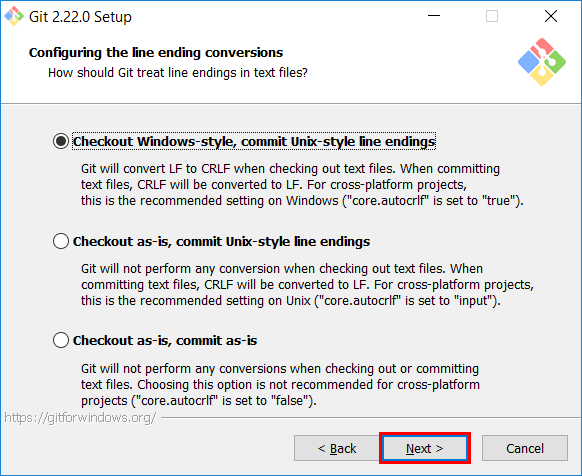 Git 2.22.0 Setup
Configuring the line ending conversions
How should Git treat line endings in text files?
Checkout Windows-style, commit Unix-style line endings
Git will convert LF to CRLF when checking out text files. When committing
text files, CRLF will be converted to LF. For cross-platform projects,
this is the recommended setting on Windows ("core.autocrlf" is set to "true").
Checkout as-is, commit Unix-style line endings
Git will not perform any conversion when checking out text files. When
committing text files, CRLF will be converted to LF. For cross-platform projects,
this is the recommended setting on Unix ("core.autocrlf" is set to "input").
Checkout as-is, commit as-is
Git will not perform any conversions when checking out or committing
text files. Choosing this option is not recommended for cross-platform
projects ("core.autocrlf" is set to "false").
https://gitforwindows.org/
< Back
Next >
Cancel